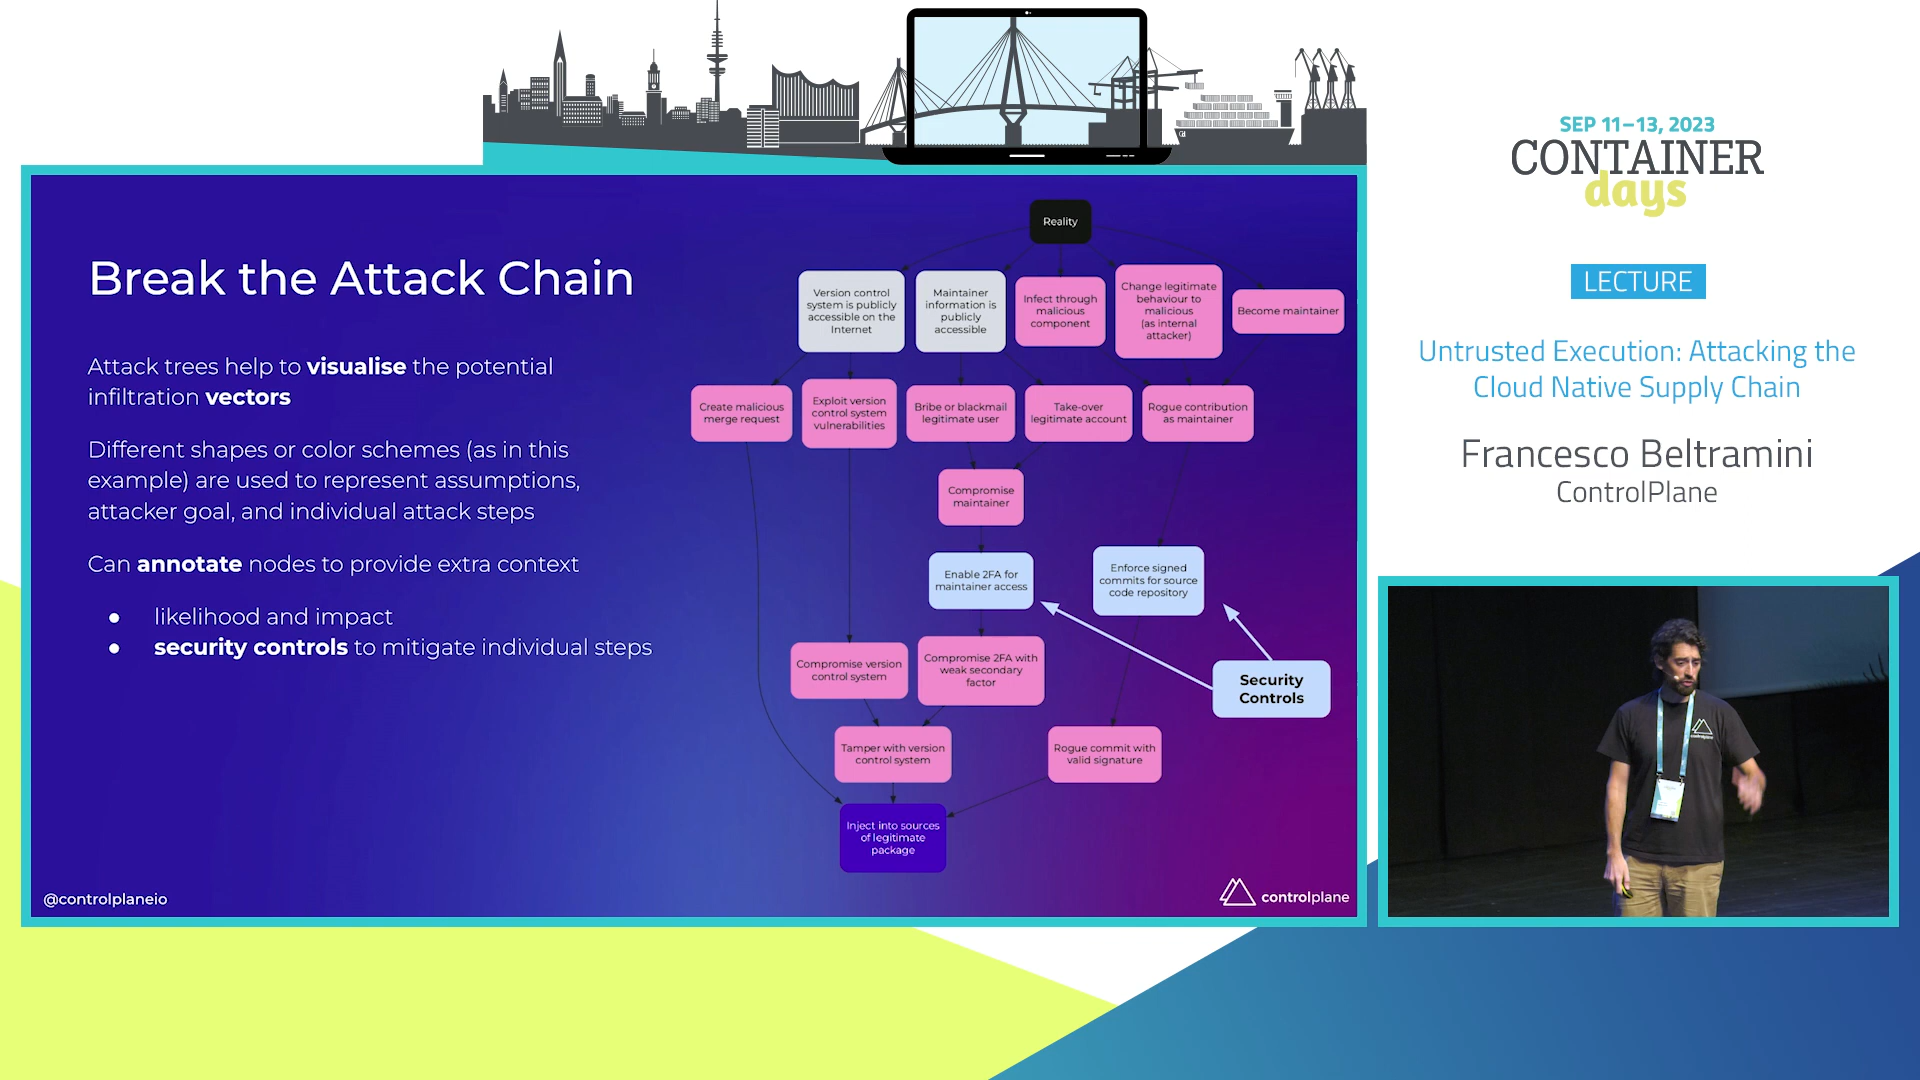 SEP 11–13, 2023
CONTAINER
days
LECTURE
Untrusted Execution: Attacking the
Cloud Native Supply Chain
Francesco Beltramini
ControlPlane
Break the Attack Chain
Attack trees help to visualise the potential
infiltration vectors
Different shapes or color schemes (as in this
example) are used to represent assumptions,
attacker goal, and individual attack steps
Can annotate nodes to provide extra context
● likelihood and impact
● security controls to mitigate individual steps
Reality
Version control
system is publicly
accessible on the
Internet
Maintainer
information is
publicly
accessible
Infect through
malicious
component
Change legitimate
behaviour to
malicious
(as internal
attacker)
Become maintainer
Create malicious
merge request
Exploit version
control system
vulnerabilities
Bribe or blackmail
legitimate user
Take-over
legitimate account
Rogue contribution
as maintainer
Compromise
maintainer
Enable 2FA for
maintainer access
Enforce signed
commits for source
code repository
Compromise version
control system
Compromise 2FA with
weak secondary
factor
Security
Controls
Tamper with version
control system
Rogue commit with
valid signature
Inject into sources
of legitimate
package
@controlplaneio
controlplane
controlplane